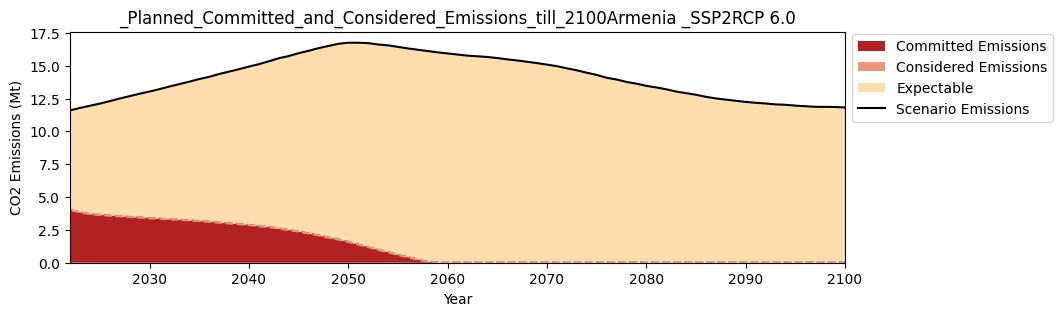 _Planned_Committed_and_Considered_Emissions_till_2100Armenia _SSP2RCP 6.0
17.5
15.0
12.5
10.0
7.5
5.0
2.5
0.0
CO2 Emissions (Mt)
2030
2040
2050
2060
2070
2080
2090
2100
Year
Committed Emissions
Considered Emissions
Expectable
Scenario Emissions